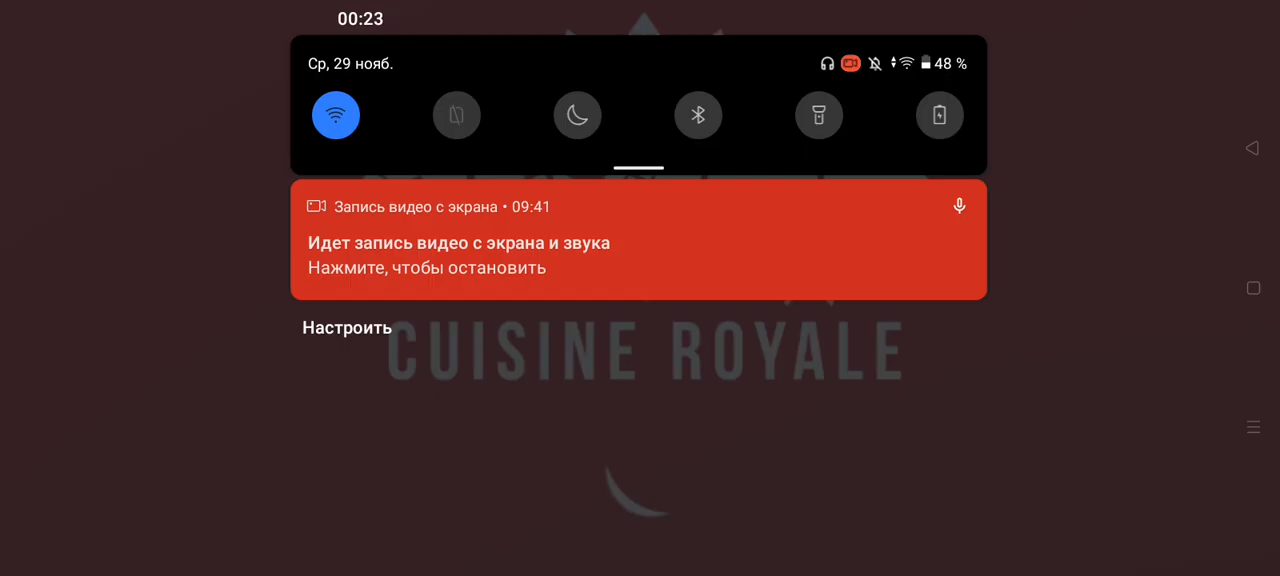 00:23
Ср, 29 нояб.
48 %
Запись видео с экрана • 09:41
Идет запись видео с экрана и звука
Нажмите, чтобы остановить
Настроить
CUISINE ROYALE